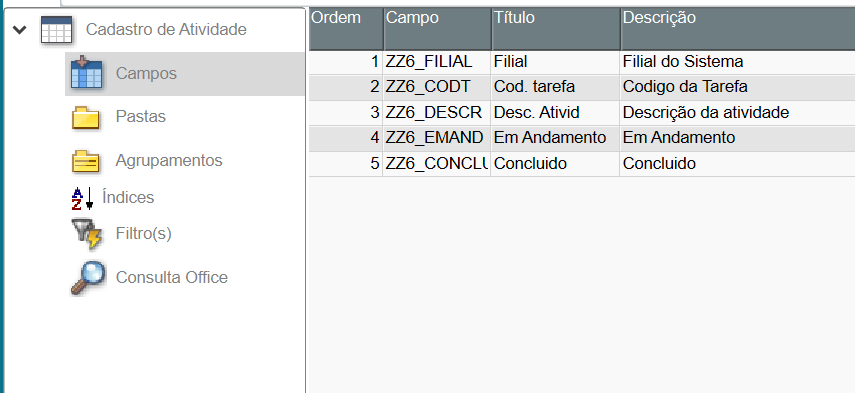 Cadastro de Atividade
Campos
Pastas
Agrupamentos
Índices
Filtro(s)
Consulta Office
Ordem Campo Título Descrição
1 ZZ6_FILIAL Filial Filial do Sistema
2 ZZ6_CODT Cod. tarefa Codigo da Tarefa
3 ZZ6_DESCR Desc. Ativid Descrição da atividade
4 ZZ6_EMAND Em Andamento Em Andamento
5 ZZ6_CONCLU Concluido Concluido